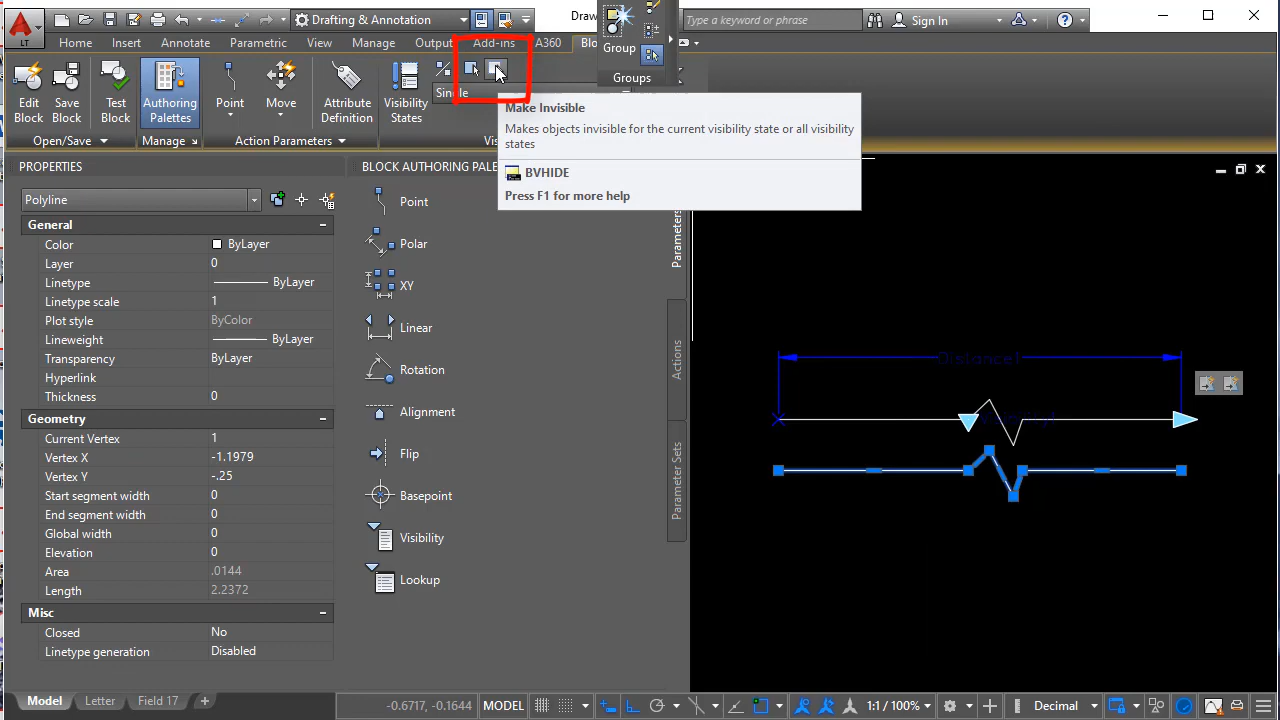 LT
Drafting & Annotation
Draw
Type a keyword or phrase
Sign In
Home
Insert
Annotate
Parametric
View
Manage
Output
Add-ins
A360
Blo
Group
Groups
Edit
Block
Save
Block
Test
Block
Authoring
Palettes
Point
Move
Attribute
Definition
Visibility
States
Single
Open/Save
Manage
Action Parameters
Vis
Make Invisible
Makes objects invisible for the current visibility state or all visibility
states
BVHIDE
Press F1 for more help
PROPERTIES
BLOCK AUTHORING PALE
Polyline
General
Color ByLayer
Layer 0
Linetype ByLayer
Linetype scale 1
Plot style ByColor
Lineweight ByLayer
Transparency ByLayer
Hyperlink
Thickness 0
Geometry
Current Vertex 1
Vertex X -1.1979
Vertex Y -.25
Start segment width 0
End segment width 0
Global width 0
Elevation 0
Area .0144
Length 2.2372
Misc
Closed No
Linetype generation Disabled
Point
Polar
XY
Linear
Rotation
Alignment
Flip
Basepoint
Visibility
Lookup
Parameters
Actions
Parameter Sets
Distance1
Model
Letter
Field 17
-0.6717, -0.1644
MODEL
1:1 / 100%
Decimal